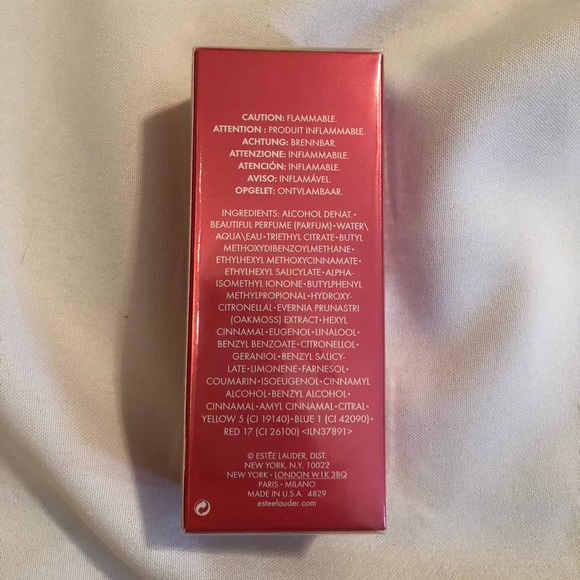 CAUTION: FLAMMABLE.
ATTENTION : PRODUIT INFLAMMABLE.
ACHTUNG: BRENNBAR.
ATTENZIONE: INFIAMMABILE.
ATENCIÓN: INFLAMABLE.
AVISO: INFLAMÁVEL.
OPGELET: ONTVLAMBAAR.
INGREDIENTS: ALCOHOL DENAT.•
BEAUTIFUL PERFUME (PARFUM)•WATER\
AQUA\EAU•TRIETHYL CITRATE•BUTYL
METHOXYDIBENZOYLMETHANE•
ETHYLHEXYL METHOXYCINNAMATE•
ETHYLHEXYL SALICYLATE•ALPHA-
ISOMETHYL IONONE•BUTYLPHENYL
METHYLPROPIONAL•HYDROXY-
CITRONELLAL•EVERNIA PRUNASTRI
(OAKMOSS) EXTRACT•HEXYL
CINNAMAL•EUGENOL•LINALOOL•
BENZYL BENZOATE•CITRONELLOL•
GERANIOL•BENZYL SALICY-
LATE•LIMONENE•FARNESOL•
COUMARIN•ISOEUGENOL•CINNAMYL
ALCOHOL•BENZYL ALCOHOL•
CINNAMAL•AMYL CINNAMAL•CITRAL•
YELLOW 5 (CI 19140)•BLUE 1 (CI 42090)•
RED 17 (CI 26100) <ILN37891>
© ESTĒE LAUDER, DIST.
NEW YORK, N.Y. 10022
NEW YORK • LONDON W1K 3BQ
PARIS • MILANO
MADE IN U.S.A. 4829
esteelauder.com